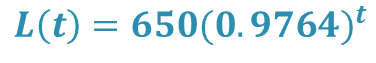 L(t) = 650(0.9764)^t